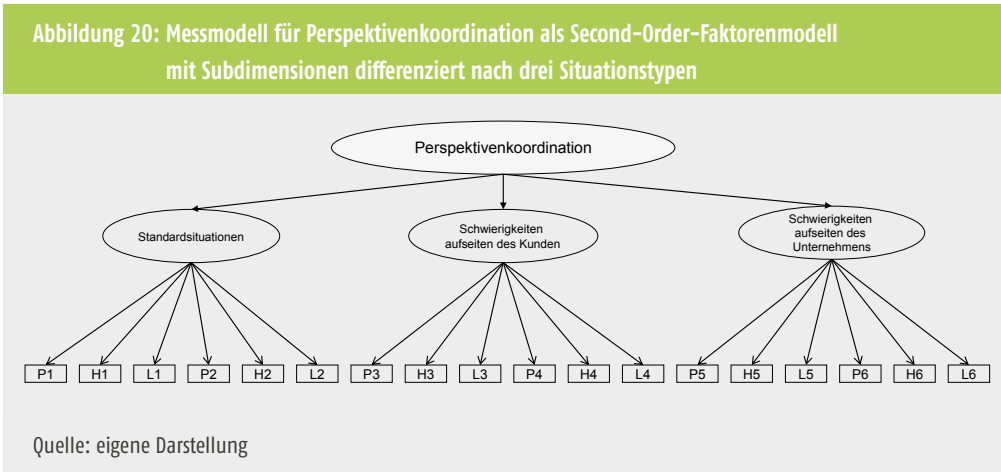 Abbildung 20: Messmodell für Perspektivenkoordination als Second-Order-Faktorenmodell
mit Subdimensionen differenziert nach drei Situationstypen
Perspektivenkoordination
Standardsituationen
Schwierigkeiten
aufseiten des Kunden
Schwierigkeiten
aufseiten des
Unternehmens
P1 H1 L1 P2 H2 L2 P3 H3 L3 P4 H4 L4 P5 H5 L5 P6 H6 L6
Quelle: eigene Darstellung